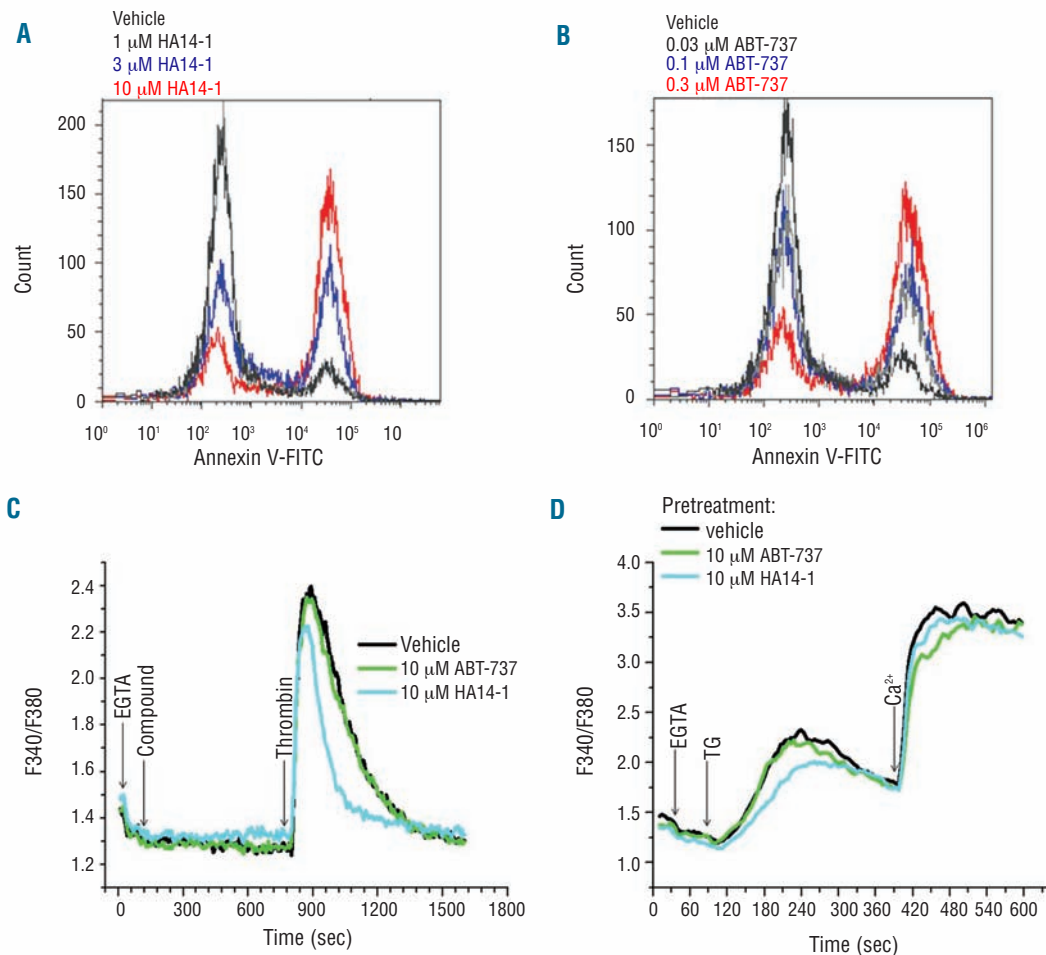 A
Vehicle
1 μM HA14-1
3 μM HA14-1
10 μM HA14-1
200
150
100
50
0
Count
10⁰ 10¹ 10² 10³ 10⁴ 10⁵ 10
Annexin V-FITC
B
Vehicle
0.03 μM ABT-737
0.1 μM ABT-737
0.3 μM ABT-737
150
100
50
0
Count
10⁰ 10¹ 10² 10³ 10⁴ 10⁵ 10⁶
Annexin V-FITC
C
2.4
2.2
2.0
1.8
1.6
1.4
1.2
F340/F380
EGTA
Compound
Thrombin
Vehicle
10 μM ABT-737
10 μM HA14-1
0 300 600 900 1200 1500 1800
Time (sec)
D
Pretreatment:
vehicle
10 μM ABT-737
10 μM HA14-1
4.0
3.5
3.0
2.5
2.0
1.5
1.0
F340/F380
EGTA
TG
Ca²⁺
0 60 120 180 240 300 360 420 480 540 600
Time (sec)